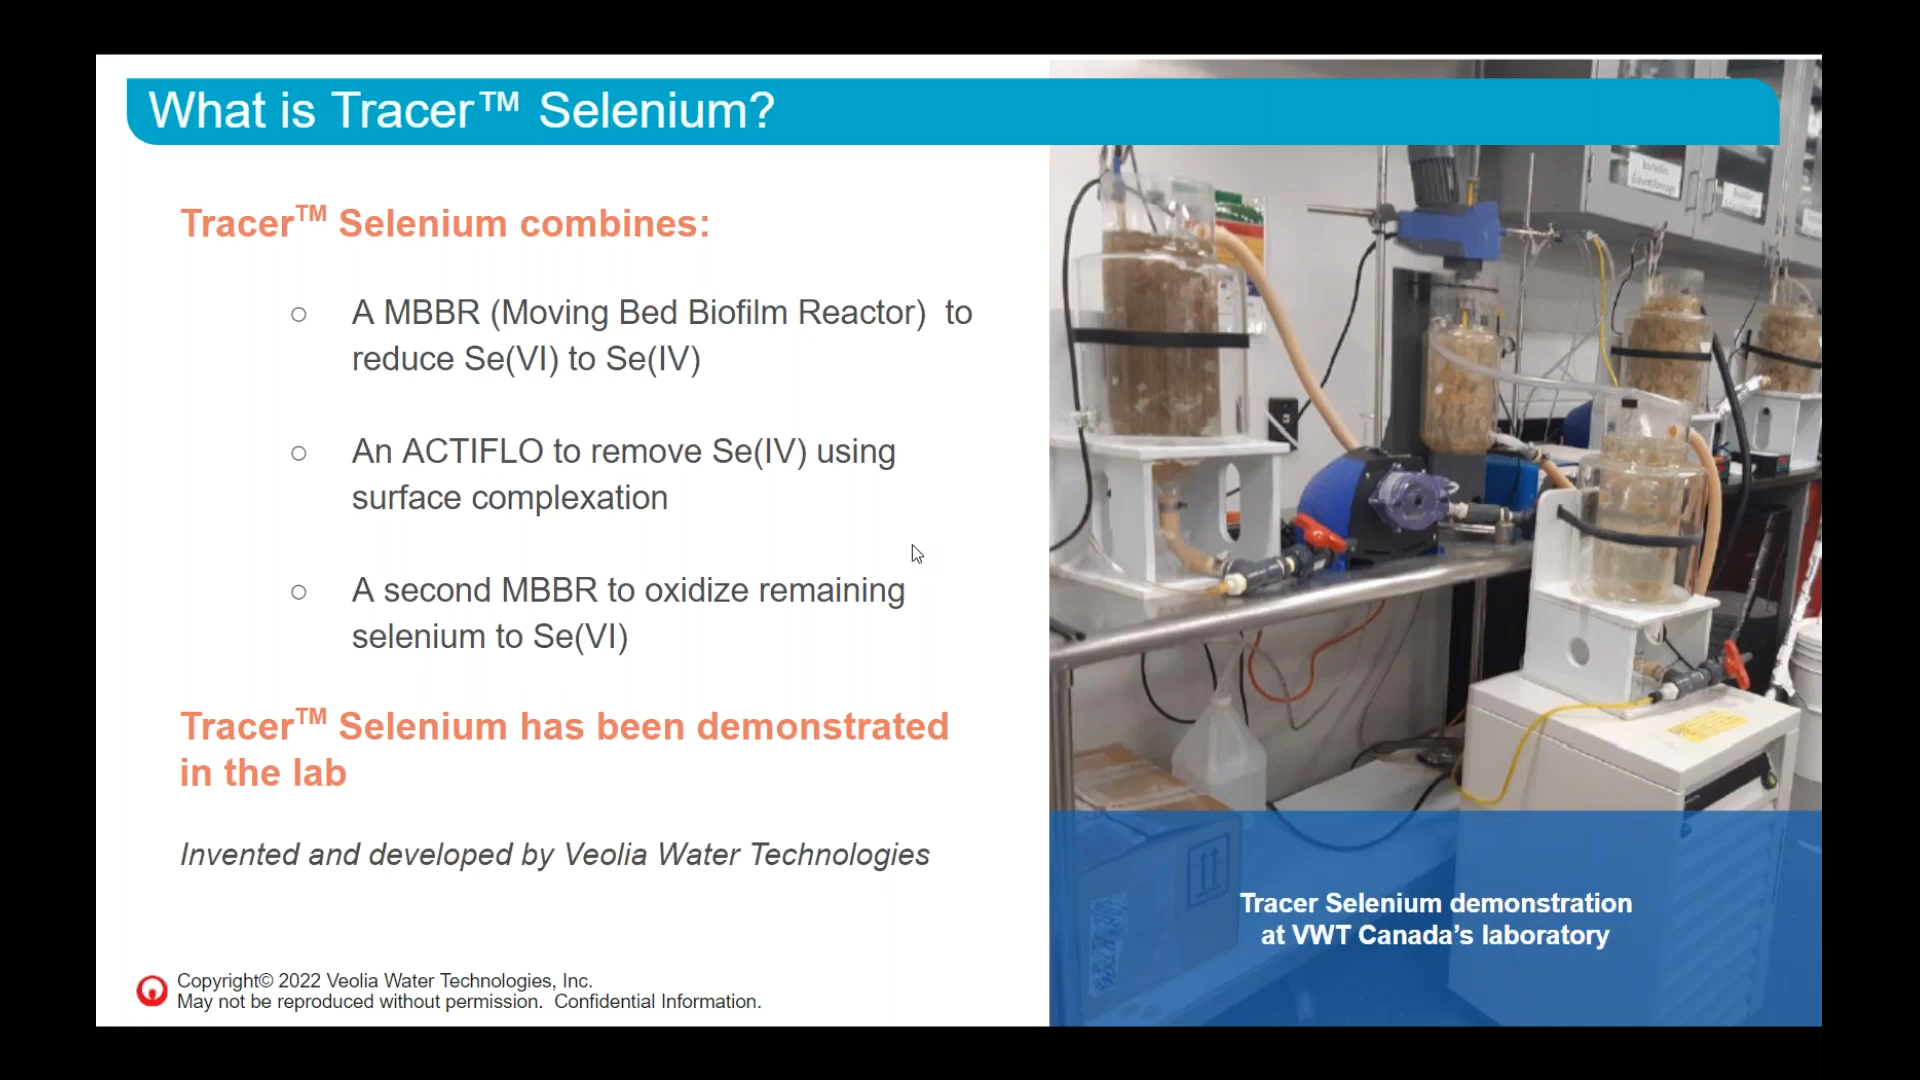 What is Tracer™ Selenium?
Tracer™ Selenium combines:
○ A MBBR (Moving Bed Biofilm Reactor) to
reduce Se(VI) to Se(IV)
○ An ACTIFLO to remove Se(IV) using
surface complexation
○ A second MBBR to oxidize remaining
selenium to Se(VI)
Tracer™ Selenium has been demonstrated
in the lab
Invented and developed by Veolia Water Technologies
Tracer Selenium demonstration
at VWT Canada’s laboratory
Copyright© 2022 Veolia Water Technologies, Inc.
May not be reproduced without permission. Confidential Information.